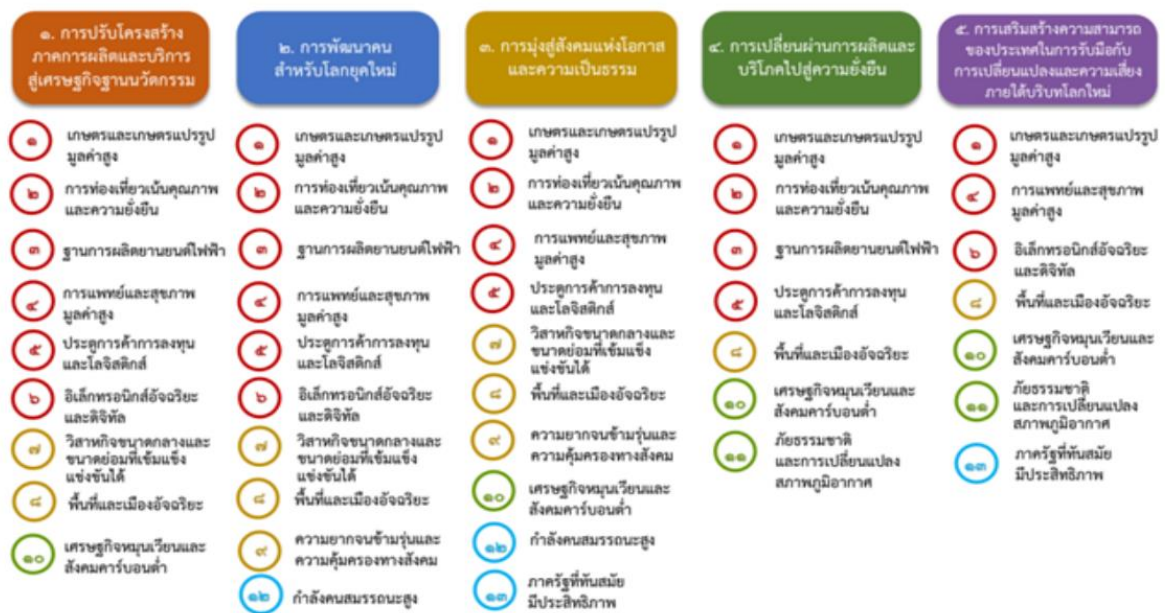 ๑. การปรับโครงสร้าง
ภาคการผลิตและบริการ
สู่เศรษฐกิจฐานนวัตกรรม
๑ เกษตรและเกษตรแปรรูป
มูลค่าสูง
๒ การท่องเที่ยวเน้นคุณภาพ
และความยั่งยืน
๓ ฐานการผลิตยานยนต์ไฟฟ้า
๔ การแพทย์และสุขภาพ
มูลค่าสูง
๕ ประตูการค้าการลงทุน
และโลจิสติกส์
๖ อิเล็กทรอนิกส์อัจฉริยะ
และดิจิทัล
๗ วิสาหกิจขนาดกลางและ
ขนาดย่อมที่เข้มแข็ง
แข่งขันได้
๘ พื้นที่และเมืองอัจฉริยะ
๑๐ เศรษฐกิจหมุนเวียนและ
สังคมคาร์บอนต่ำ
๒. การพัฒนาคน
สำหรับโลกยุคใหม่
๑ เกษตรและเกษตรแปรรูป
มูลค่าสูง
๒ การท่องเที่ยวเน้นคุณภาพ
และความยั่งยืน
๓ ฐานการผลิตยานยนต์ไฟฟ้า
๔ การแพทย์และสุขภาพ
มูลค่าสูง
๕ ประตูการค้าการลงทุน
และโลจิสติกส์
๖ อิเล็กทรอนิกส์อัจฉริยะ
และดิจิทัล
๗ วิสาหกิจขนาดกลางและ
ขนาดย่อมที่เข้มแข็ง
แข่งขันได้
๘ พื้นที่และเมืองอัจฉริยะ
๙ ความยากจนข้ามรุ่นและ
ความคุ้มครองทางสังคม
๑๒ กำลังคนสมรรถนะสูง
๓. การมุ่งสู่สังคมแห่งโอกาส
และความเป็นธรรม
๑ เกษตรและเกษตรแปรรูป
มูลค่าสูง
๒ การท่องเที่ยวเน้นคุณภาพ
และความยั่งยืน
๔ การแพทย์และสุขภาพ
มูลค่าสูง
๕ ประตูการค้าการลงทุน
และโลจิสติกส์
๗ วิสาหกิจขนาดกลางและ
ขนาดย่อมที่เข้มแข็ง
แข่งขันได้
๘ พื้นที่และเมืองอัจฉริยะ
๙ ความยากจนข้ามรุ่นและ
ความคุ้มครองทางสังคม
๑๐ เศรษฐกิจหมุนเวียนและ
สังคมคาร์บอนต่ำ
๑๒ กำลังคนสมรรถนะสูง
๑๓ ภาครัฐที่ทันสมัย
มีประสิทธิภาพ
๔. การเปลี่ยนผ่านการผลิตและ
บริโภคไปสู่ความยั่งยืน
๑ เกษตรและเกษตรแปรรูป
มูลค่าสูง
๒ การท่องเที่ยวเน้นคุณภาพ
และความยั่งยืน
๓ ฐานการผลิตยานยนต์ไฟฟ้า
๕ ประตูการค้าการลงทุน
และโลจิสติกส์
๘ พื้นที่และเมืองอัจฉริยะ
๑๐ เศรษฐกิจหมุนเวียนและ
สังคมคาร์บอนต่ำ
๑๑ ภัยธรรมชาติ
และการเปลี่ยนแปลง
สภาพภูมิอากาศ
๕. การเสริมสร้างความสามารถ
ของประเทศในการรับมือกับ
การเปลี่ยนแปลงและความเสี่ยง
ภายใต้บริบทโลกใหม่
๑ เกษตรและเกษตรแปรรูป
มูลค่าสูง
๔ การแพทย์และสุขภาพ
มูลค่าสูง
๖ อิเล็กทรอนิกส์อัจฉริยะ
และดิจิทัล
๘ พื้นที่และเมืองอัจฉริยะ
๑๐ เศรษฐกิจหมุนเวียนและ
สังคมคาร์บอนต่ำ
๑๑ ภัยธรรมชาติ
และการเปลี่ยนแปลง
สภาพภูมิอากาศ
๑๓ ภาครัฐที่ทันสมัย
มีประสิทธิภาพ